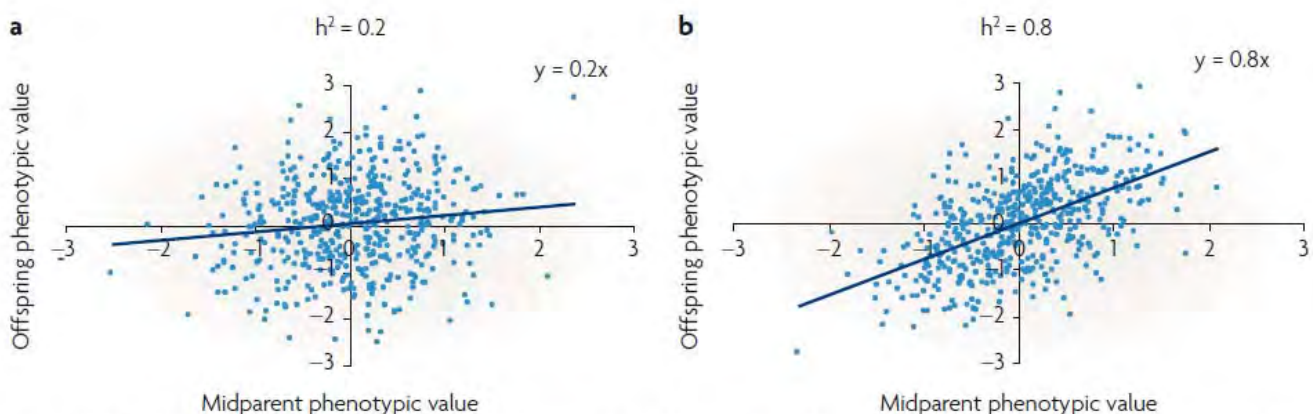 a
h² = 0.2
y = 0.2x
Offspring phenotypic value
3
2
1
0
−1
−2
−3
−3
−2
−1
0
1
2
3
Midparent phenotypic value
b
h² = 0.8
y = 0.8x
Offspring phenotypic value
3
2
1
0
−1
−2
−3
−3
−2
−1
0
1
2
3
Midparent phenotypic value